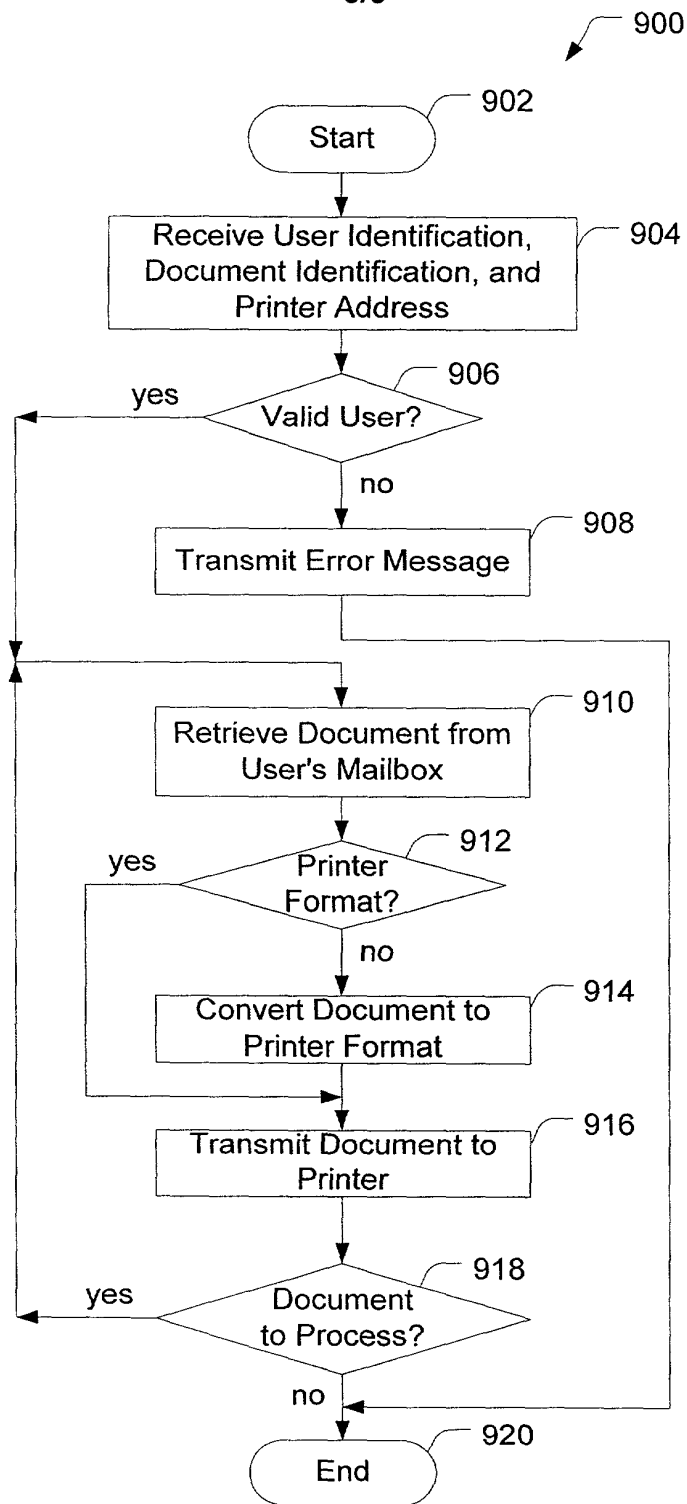 900
902
Start
Receive User Identification,
Document Identification, and
Printer Address
904
906
yes
Valid User?
no
908
Transmit Error Message
910
Retrieve Document from
User's Mailbox
912
yes
Printer
Format?
no
914
Convert Document to
Printer Format
916
Transmit Document to
Printer
918
yes
Document
to Process?
no
920
End